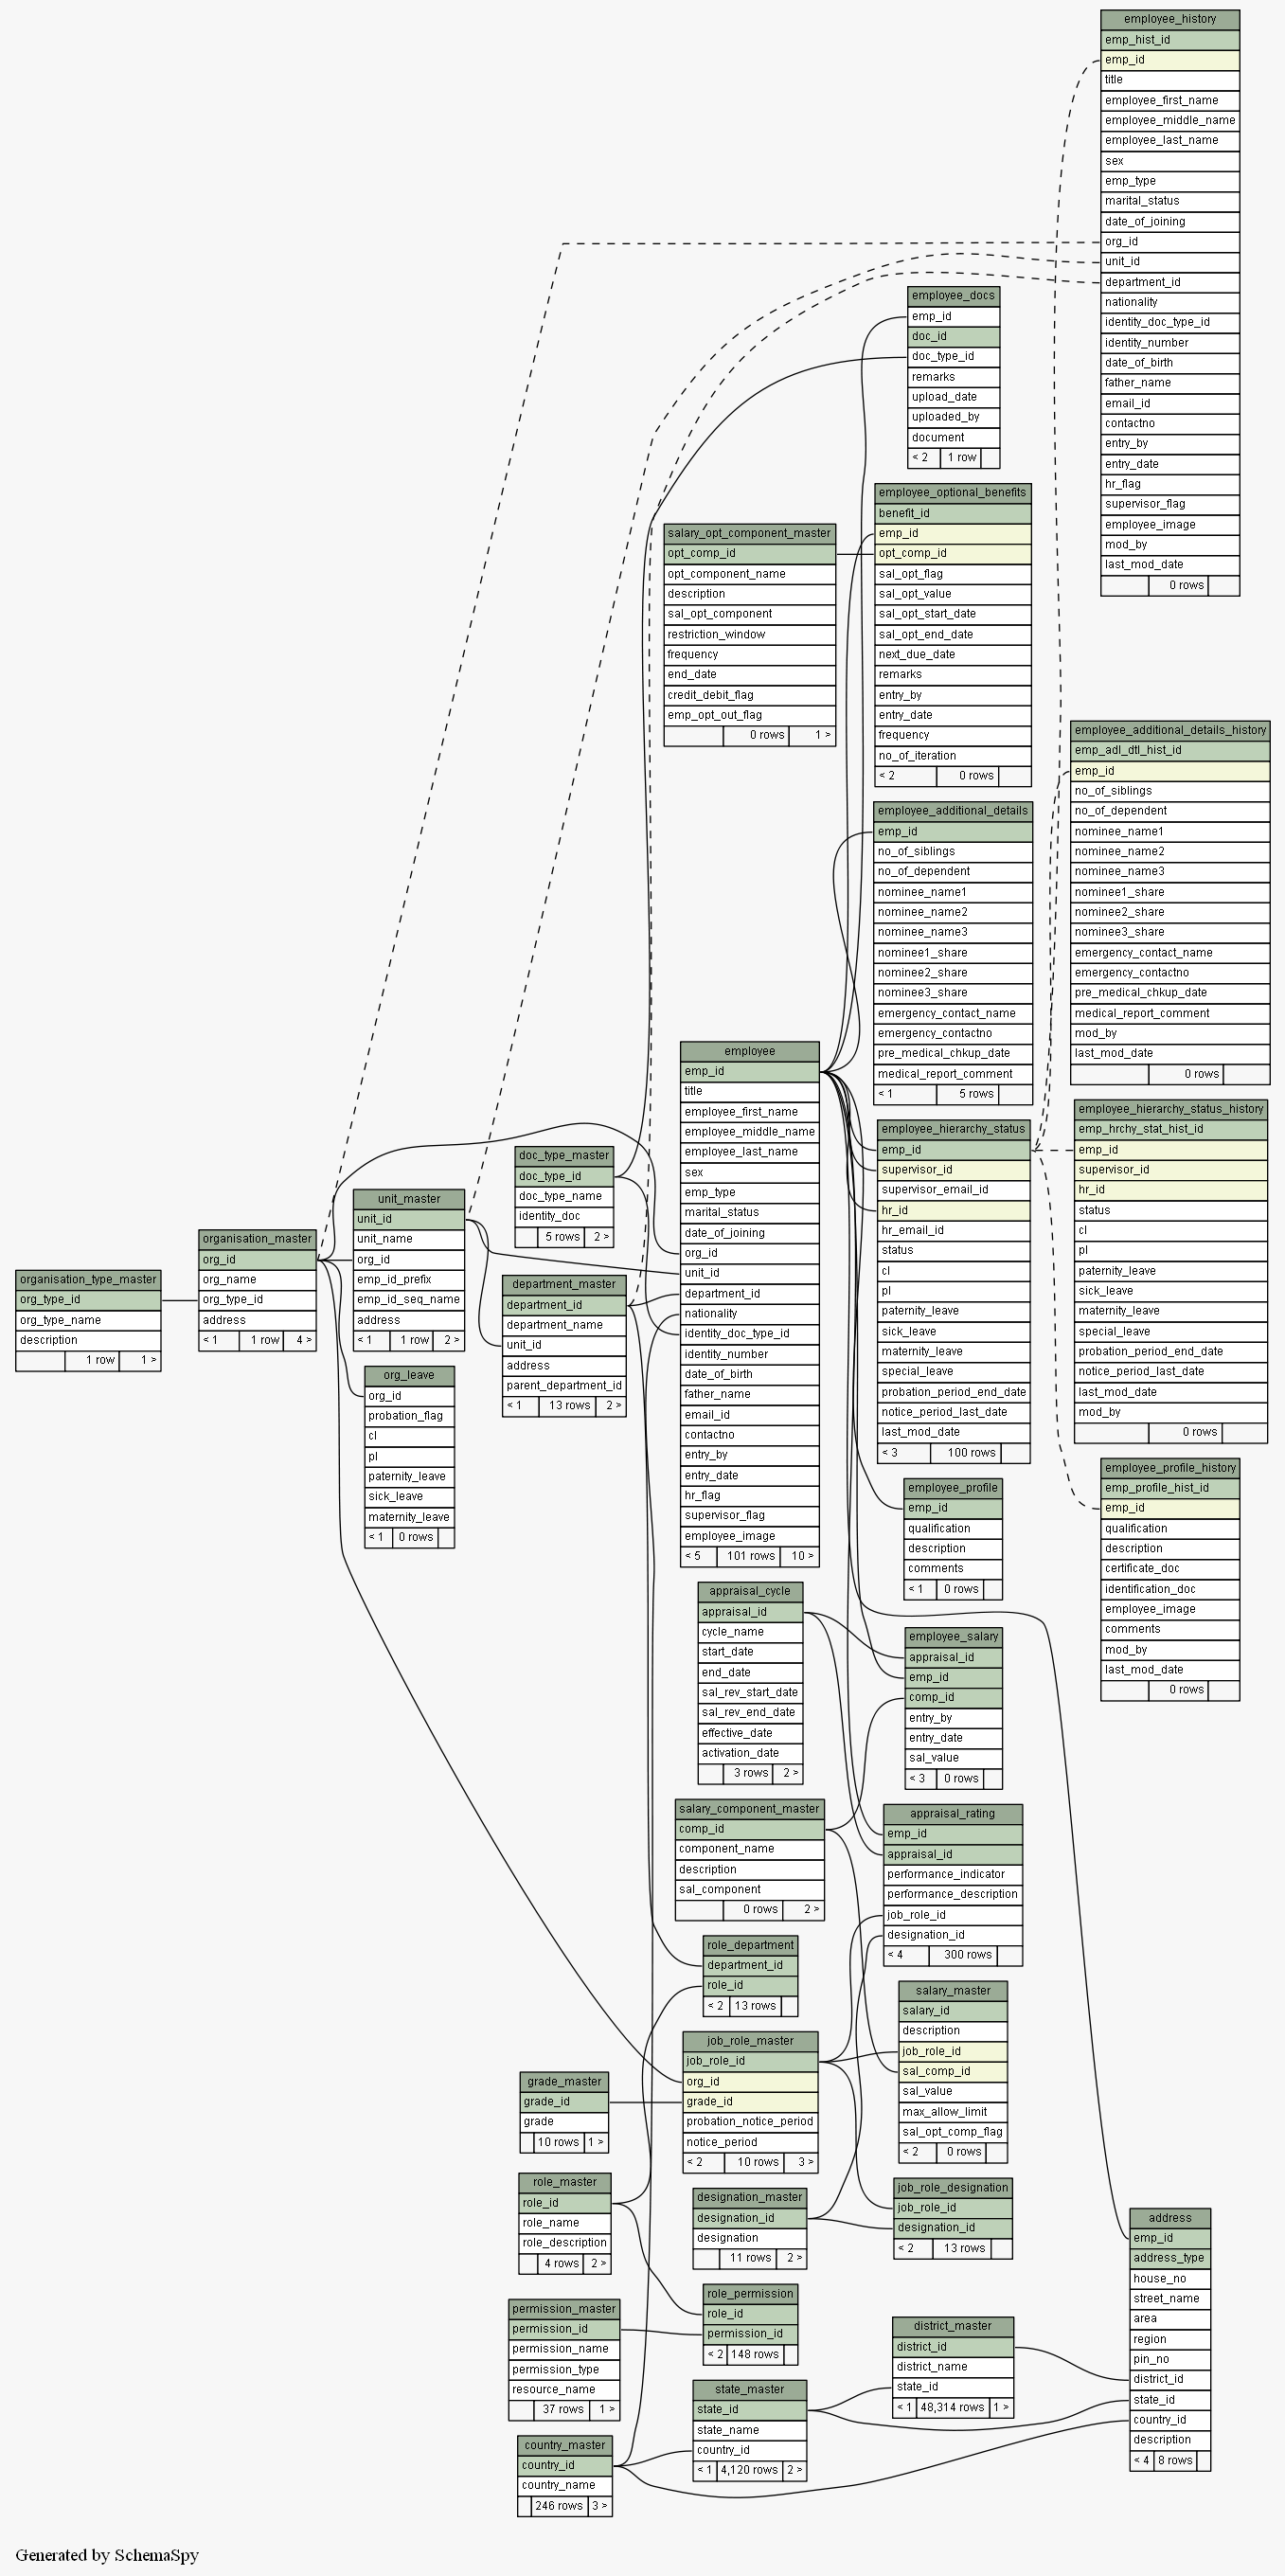 employee_history
emp_hist_id
emp_id
title
employee_first_name
employee_middle_name
employee_last_name
sex
emp_type
marital_status
date_of_joining
org_id
unit_id
department_id
nationality
identity_doc_type_id
identity_number
date_of_birth
father_name
email_id
contactno
entry_by
entry_date
hr_flag
supervisor_flag
employee_image
mod_by
last_mod_date
0 rows
employee_docs
emp_id
doc_id
doc_type_id
remarks
upload_date
uploaded_by
document
< 2 1 row
employee_optional_benefits
benefit_id
emp_id
opt_comp_id
sal_opt_flag
sal_opt_value
sal_opt_start_date
sal_opt_end_date
next_due_date
remarks
entry_by
entry_date
frequency
no_of_iteration
< 2 0 rows
salary_opt_component_master
opt_comp_id
opt_component_name
description
sal_opt_component
restriction_window
frequency
end_date
credit_debit_flag
emp_opt_out_flag
0 rows 1 >
employee_additional_details_history
emp_adl_dtl_hist_id
emp_id
no_of_siblings
no_of_dependent
nominee_name1
nominee_name2
nominee_name3
nominee1_share
nominee2_share
nominee3_share
emergency_contact_name
emergency_contactno
pre_medical_chkup_date
medical_report_comment
mod_by
last_mod_date
0 rows
employee_additional_details
emp_id
no_of_siblings
no_of_dependent
nominee_name1
nominee_name2
nominee_name3
nominee1_share
nominee2_share
nominee3_share
emergency_contact_name
emergency_contactno
pre_medical_chkup_date
medical_report_comment
< 1 5 rows
employee
emp_id
title
employee_first_name
employee_middle_name
employee_last_name
sex
emp_type
marital_status
date_of_joining
org_id
unit_id
department_id
nationality
identity_doc_type_id
identity_number
date_of_birth
father_name
email_id
contactno
entry_by
entry_date
hr_flag
supervisor_flag
employee_image
< 5 101 rows 10 >
employee_hierarchy_status
emp_id
supervisor_id
supervisor_email_id
hr_id
hr_email_id
status
cl
pl
paternity_leave
sick_leave
maternity_leave
special_leave
probation_period_end_date
notice_period_last_date
last_mod_date
< 3 100 rows
employee_hierarchy_status_history
emp_hrchy_stat_hist_id
emp_id
supervisor_id
hr_id
status
cl
pl
paternity_leave
sick_leave
maternity_leave
special_leave
probation_period_end_date
notice_period_last_date
last_mod_date
mod_by
0 rows
doc_type_master
doc_type_id
doc_type_name
identity_doc
5 rows 2 >
unit_master
unit_id
unit_name
org_id
emp_id_prefix
emp_id_seq_name
address
< 1 1 row 2 >
organisation_master
org_id
org_name
org_type_id
address
< 1 1 row 4 >
organisation_type_master
org_type_id
org_type_name
description
1 row 1 >
department_master
department_id
department_name
unit_id
address
parent_department_id
< 1 13 rows 2 >
org_leave
org_id
probation_flag
cl
pl
paternity_leave
sick_leave
maternity_leave
< 1 0 rows
employee_profile
emp_id
qualification
description
comments
< 1 0 rows
employee_profile_history
emp_profile_hist_id
emp_id
qualification
description
certificate_doc
identification_doc
employee_image
comments
mod_by
last_mod_date
0 rows
appraisal_cycle
appraisal_id
cycle_name
start_date
end_date
sal_rev_start_date
sal_rev_end_date
effective_date
activation_date
3 rows 2 >
employee_salary
appraisal_id
emp_id
comp_id
entry_by
entry_date
sal_value
< 3 0 rows
salary_component_master
comp_id
component_name
description
sal_component
0 rows 2 >
appraisal_rating
emp_id
appraisal_id
performance_indicator
performance_description
job_role_id
designation_id
< 4 300 rows
role_department
department_id
role_id
< 2 13 rows
salary_master
salary_id
description
job_role_id
sal_comp_id
sal_value
max_allow_limit
sal_opt_comp_flag
< 2 0 rows
job_role_master
job_role_id
org_id
grade_id
probation_notice_period
notice_period
< 2 10 rows 3 >
grade_master
grade_id
grade
10 rows 1 >
role_master
role_id
role_name
role_description
4 rows 2 >
designation_master
designation_id
designation
11 rows 2 >
job_role_designation
job_role_id
designation_id
< 2 13 rows
address
emp_id
address_type
house_no
street_name
area
region
pin_no
district_id
state_id
country_id
description
< 4 8 rows
role_permission
role_id
permission_id
< 2 148 rows
permission_master
permission_id
permission_name
permission_type
resource_name
37 rows 1 >
district_master
district_id
district_name
state_id
< 1 48,314 rows 1 >
state_master
state_id
state_name
country_id
< 1 4,120 rows 2 >
country_master
country_id
country_name
246 rows 3 >
Generated by SchemaSpy